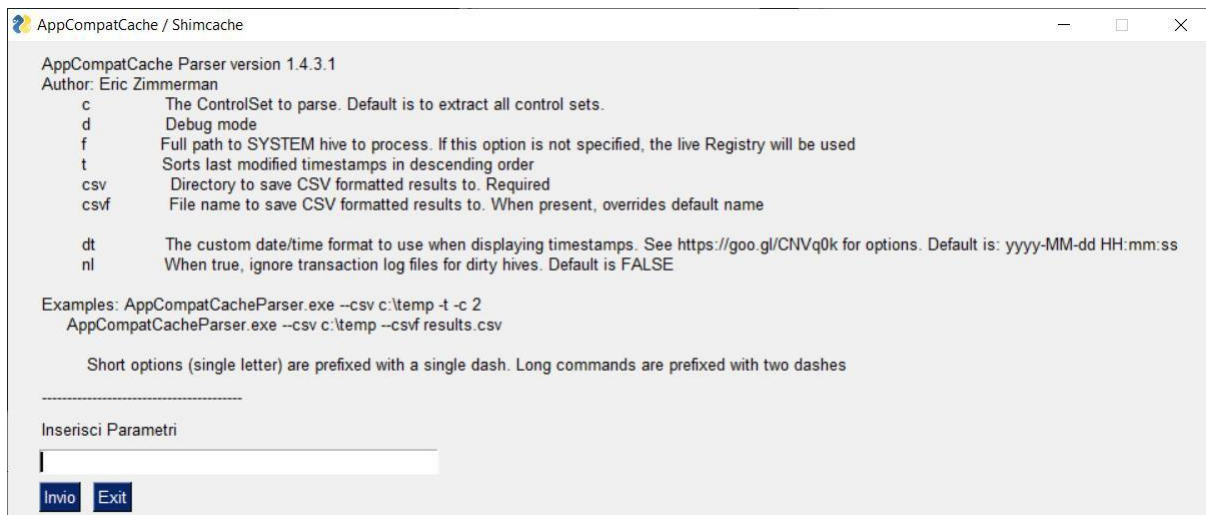 AppCompatCache / Shimcache
AppCompatCache Parser version 1.4.3.1
Author: Eric Zimmerman
c The ControlSet to parse. Default is to extract all control sets.
d Debug mode
f Full path to SYSTEM hive to process. If this option is not specified, the live Registry will be used
t Sorts last modified timestamps in descending order
csv Directory to save CSV formatted results to. Required
csvf File name to save CSV formatted results to. When present, overrides default name
dt The custom date/time format to use when displaying timestamps. See https://goo.gl/CNVq0k for options. Default is: yyyy-MM-dd HH:mm:ss
nl When true, ignore transaction log files for dirty hives. Default is FALSE
Examples: AppCompatCacheParser.exe --csv c:\temp -t -c 2
AppCompatCacheParser.exe --csv c:\temp --csvf results.csv
Short options (single letter) are prefixed with a single dash. Long commands are prefixed with two dashes
----------------------------------------
Inserisci Parametri
Invio Exit